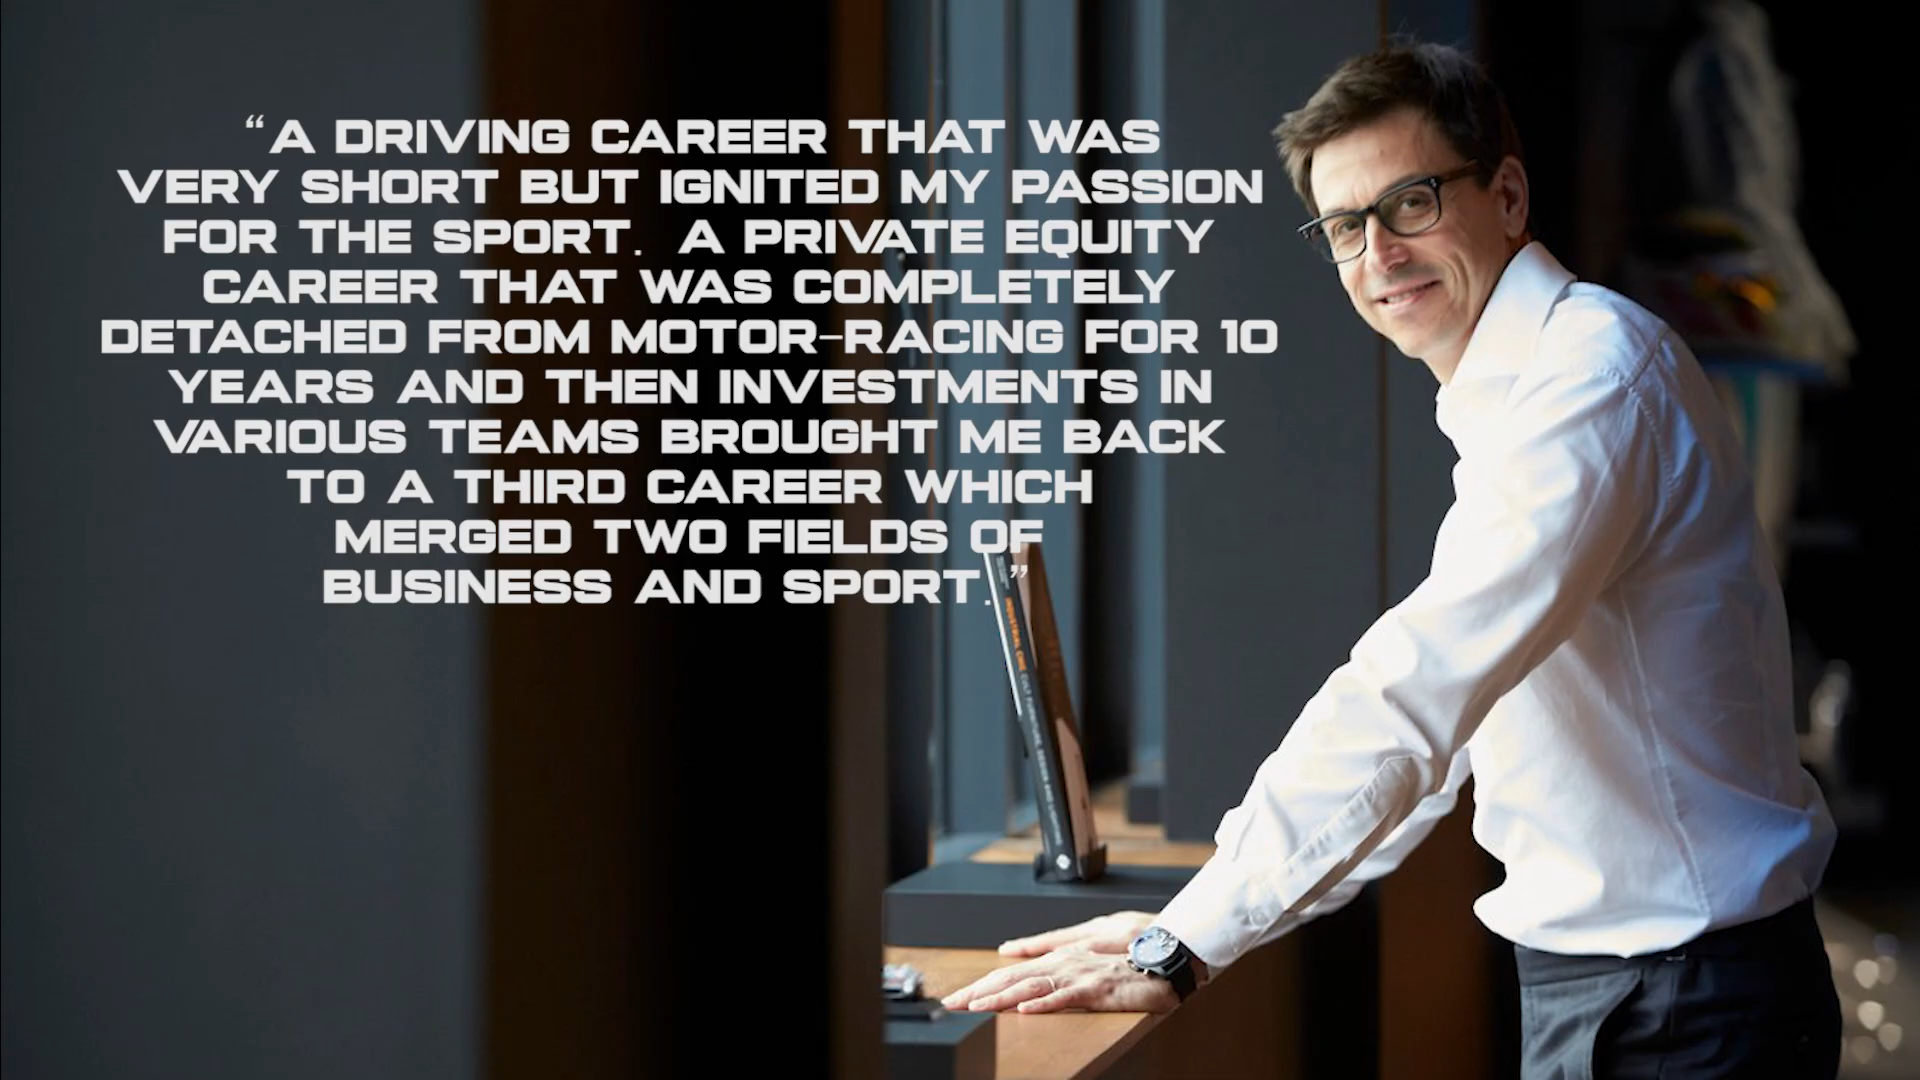 “A DRIVING CAREER THAT WAS
VERY SHORT BUT IGNITED MY PASSION
FOR THE SPORT. A PRIVATE EQUITY
CAREER THAT WAS COMPLETELY
DETACHED FROM MOTOR-RACING FOR 10
YEARS AND THEN INVESTMENTS IN
VARIOUS TEAMS BROUGHT ME BACK
TO A THIRD CAREER WHICH
MERGED TWO FIELDS OF
BUSINESS AND SPORT.”